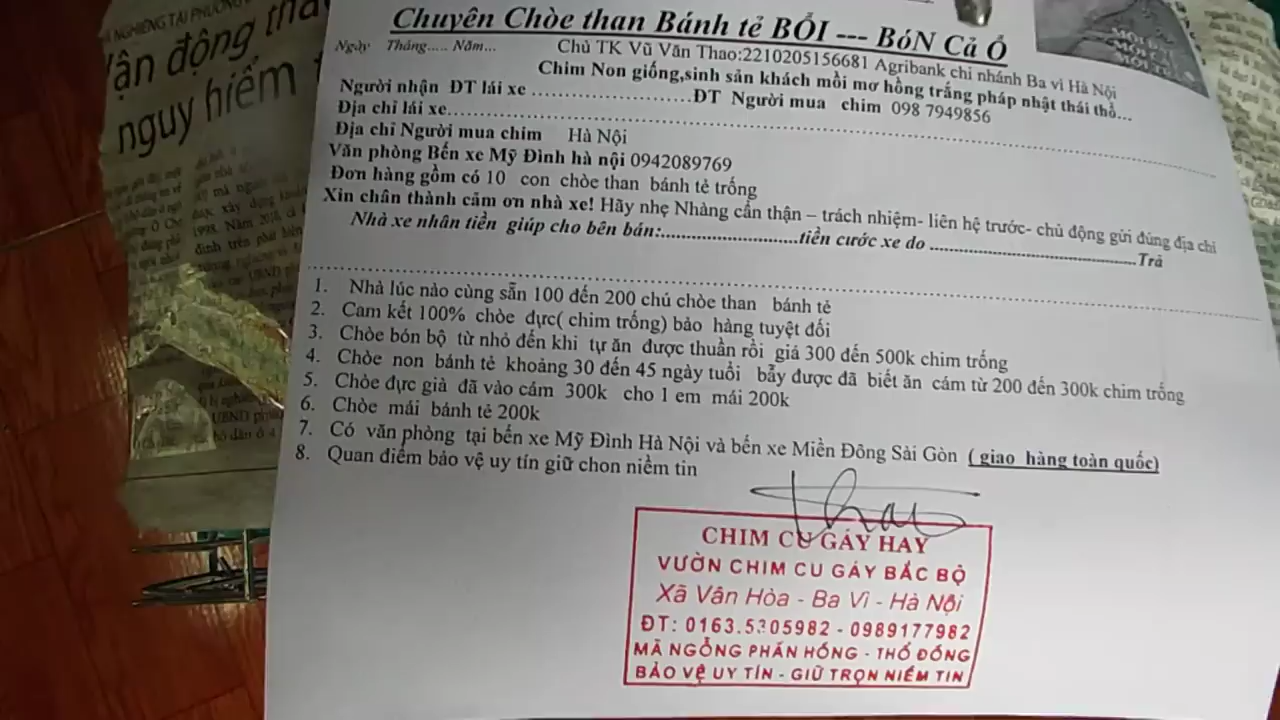 NGHIÊNG TẠI PHƯỜNG
nguy hiểm
Chuyên Chòe than Bánh tẻ BỔI --- BóN Cả Ổ
Ngày Tháng..... Năm...
Chủ TK Vũ Văn Thao:2210205156681 Agribank chi nhánh Ba vì Hà Nội
Chim Non giống,sinh sản khách mồi mơ hồng trắng pháp nhật thái thổ...
Người nhận ĐT lái xe ..............................ĐT Người mua chim 098 7949856
Địa chỉ lái xe..............................
Địa chỉ Người mua chim Hà Nội
Văn phòng Bến xe Mỹ Đình hà nội 0942089769
Đơn hàng gồm có 10 con chòe than bánh tẻ trống
Xin chân thành cảm ơn nhà xe! Hãy nhẹ Nhàng cẩn thận – trách nhiệm- liên hệ trước- chủ động gửi đúng địa chỉ
Nhà xe nhân tiền giúp cho bên bán:..............................tiền cước xe do ..............................Trả
1. Nhà lúc nào cùng sẵn 100 đến 200 chú chòe than bánh tẻ
2. Cam kết 100% chòe đực( chim trống) bảo hàng tuyệt đối
3. Chòe bón bộ từ nhỏ đến khi tự ăn được thuần rồi giá 300 đến 500k chim trống
4. Chòe non bánh tẻ khoảng 30 đến 45 ngày tuổi bẫy được đã biết ăn cám từ 200 đến 300k chim trống
5. Chòe đực già đã vào cám 300k cho 1 em mái 200k
6. Chòe mái bánh tẻ 200k
7. Có văn phòng tại bến xe Mỹ Đình Hà Nội và bến xe Miền Đông Sài Gòn ( giao hàng toàn quốc)
8. Quan điểm bảo vệ uy tín giữ chon niềm tin
Thao
CHIM CU GÁY HAY
VƯỜN CHIM CU GÁY BẮC BỘ
Xã Vân Hòa - Ba Vì - Hà Nội
ĐT: 0163.5305982 - 0989177982
MÃ NGỖNG PHẤN HỒNG - THỔ ĐỒNG
BẢO VỆ UY TÍN - GIỮ TRỌN NIỀM TIN